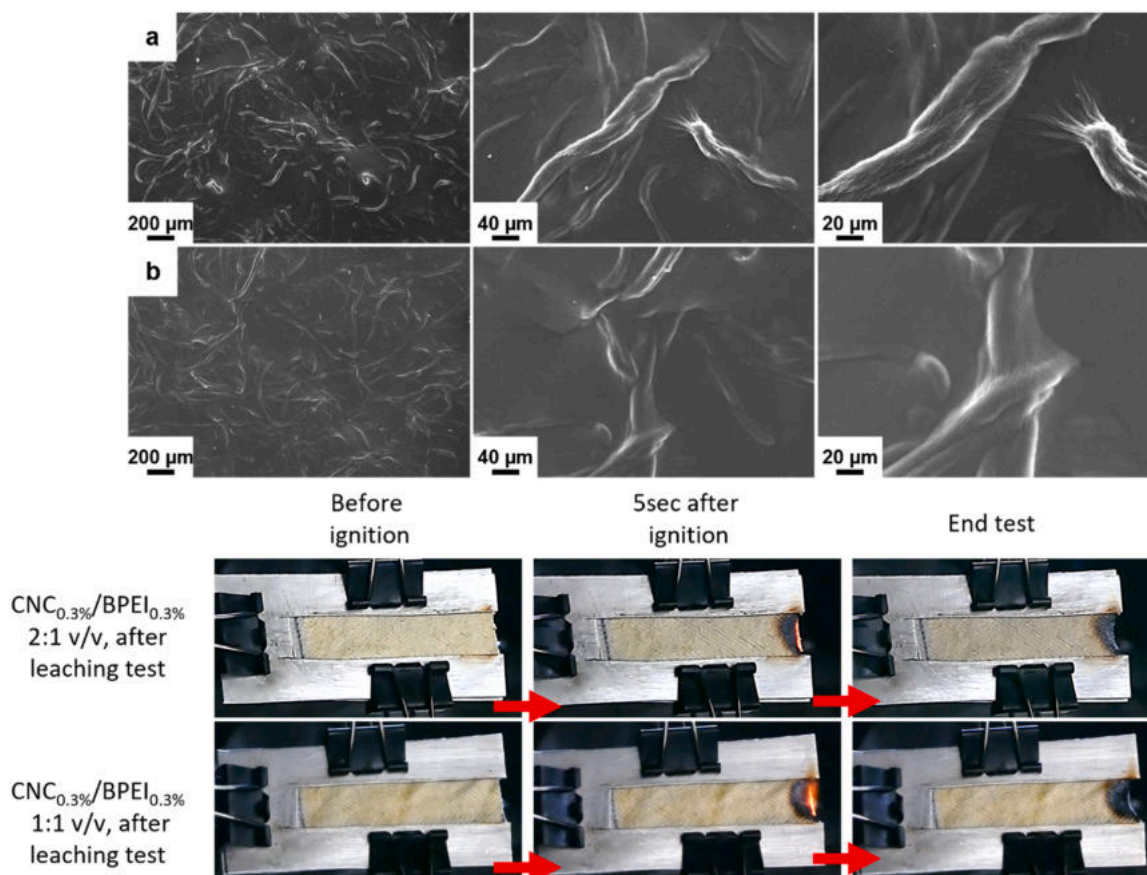 a
200 µm
40 µm
20 µm
b
200 µm
40 µm
20 µm
Before
ignition
5sec after
ignition
End test
CNC0.3%/BPEI0.3%
2:1 v/v, after
leaching test
CNC0.3%/BPEI0.3%
1:1 v/v, after
leaching test